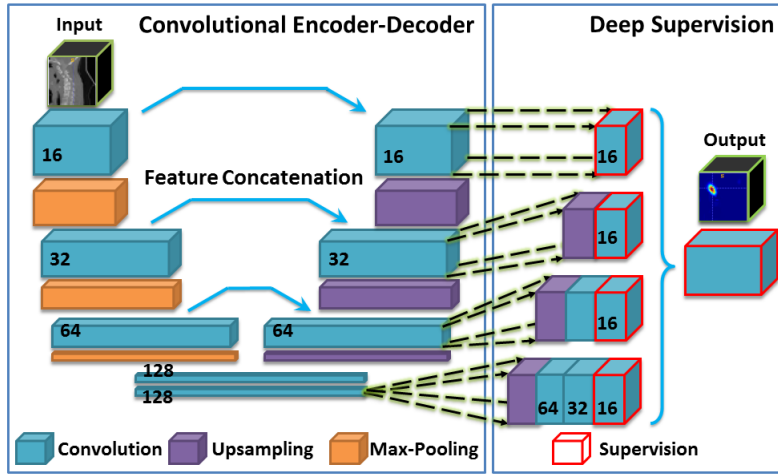 Convolutional Encoder-Decoder
Deep Supervision
Input
16
16
16
Feature Concatenation
Output
32
32
16
64
64
16
128
128
64
32
16
Convolution
Upsampling
Max-Pooling
Supervision